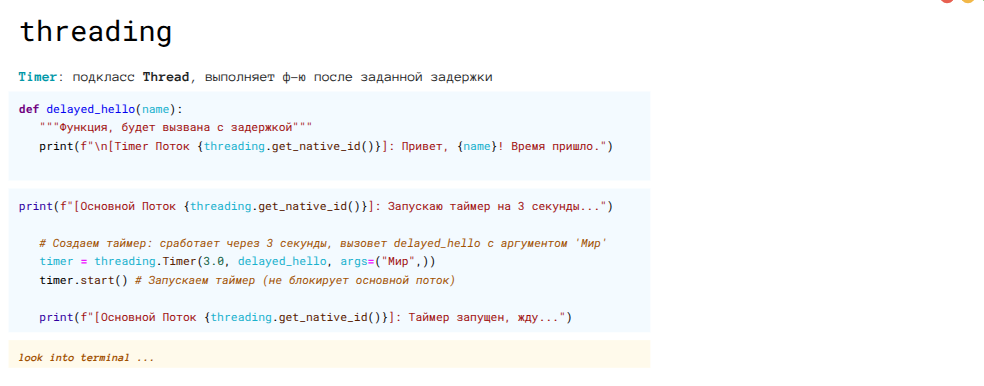 threading
Timer: подкласс Thread, выполняет ф-ю после заданной задержки
def delayed_hello(name):
"""Функция, будет вызвана с задержкой"""
print(f"\n[Timer Поток {threading.get_native_id()}]: Привет, {name}! Время пришло.")
print(f"[Основной Поток {threading.get_native_id()}]: Запускаю таймер на 3 секунды...")
# Создаем таймер: сработает через 3 секунды, вызовет delayed_hello с аргументом 'Мир'
timer = threading.Timer(3.0, delayed_hello, args=("Мир",))
timer.start() # Запускаем таймер (не блокирует основной поток)
print(f"[Основной Поток {threading.get_native_id()}]: Таймер запущен, жду...")
look into terminal ...